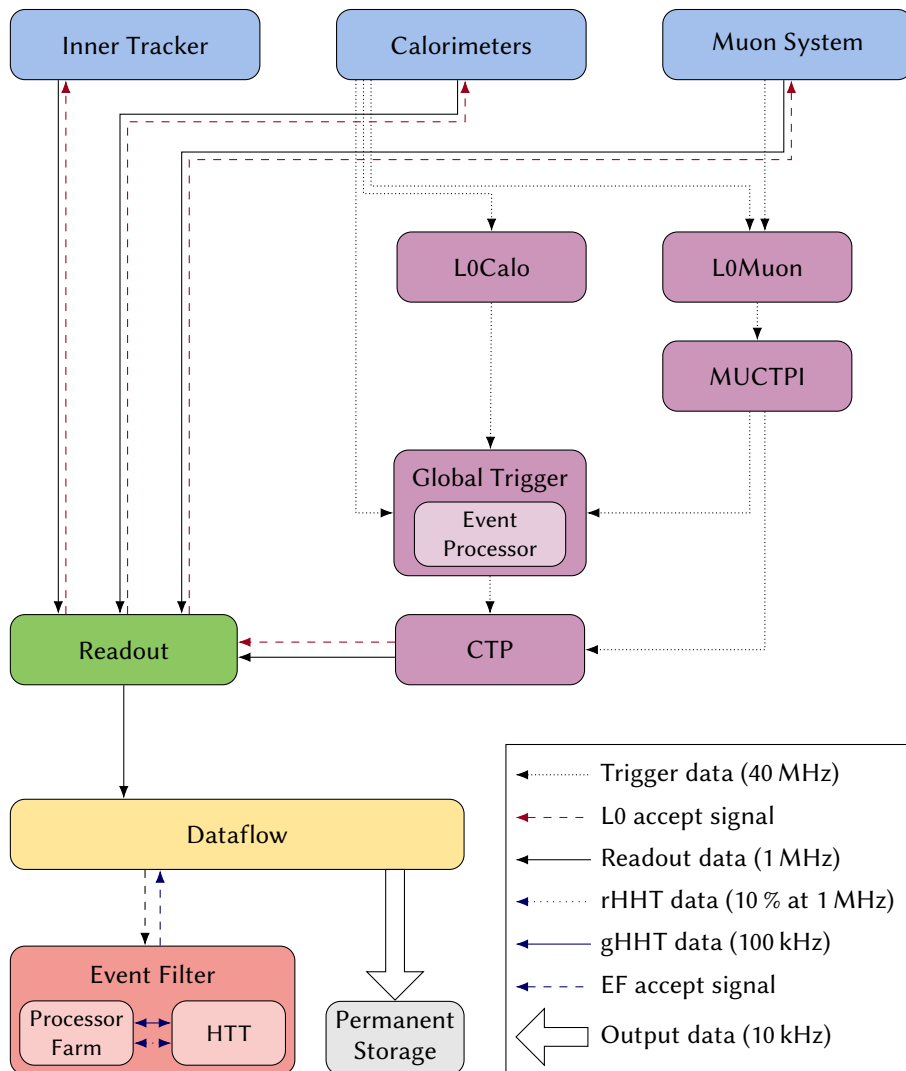 Inner Tracker
Calorimeters
Muon System
L0Calo
L0Muon
MUCTPI
Global Trigger
Event
Processor
Readout
CTP
Dataflow
Event Filter
Processor
Farm
HTT
Permanent
Storage
Trigger data (40 MHz)
L0 accept signal
Readout data (1 MHz)
rHHT data (10 % at 1 MHz)
gHHT data (100 kHz)
EF accept signal
Output data (10 kHz)